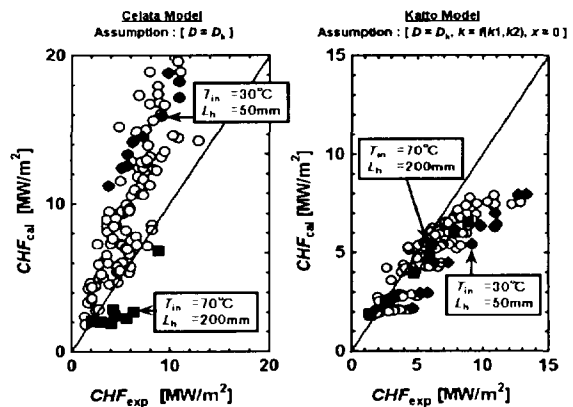 Celata Model
Assumption : [ D = Dh ]
20
10
0
CHFcal [MW/m²]
Tin =30°C
Lh =50mm
Tin =70°C
Lh =200mm
0 10 20
CHFexp [MW/m²]
Katto Model
Assumption : [ D = Dh, k = f(k1,k2), x = 0 ]
15
10
5
0
CHFcal [MW/m²]
Tin =70°C
Lh =200mm
Tin =30°C
Lh =50mm
0 5 10 15
CHFexp [MW/m²]